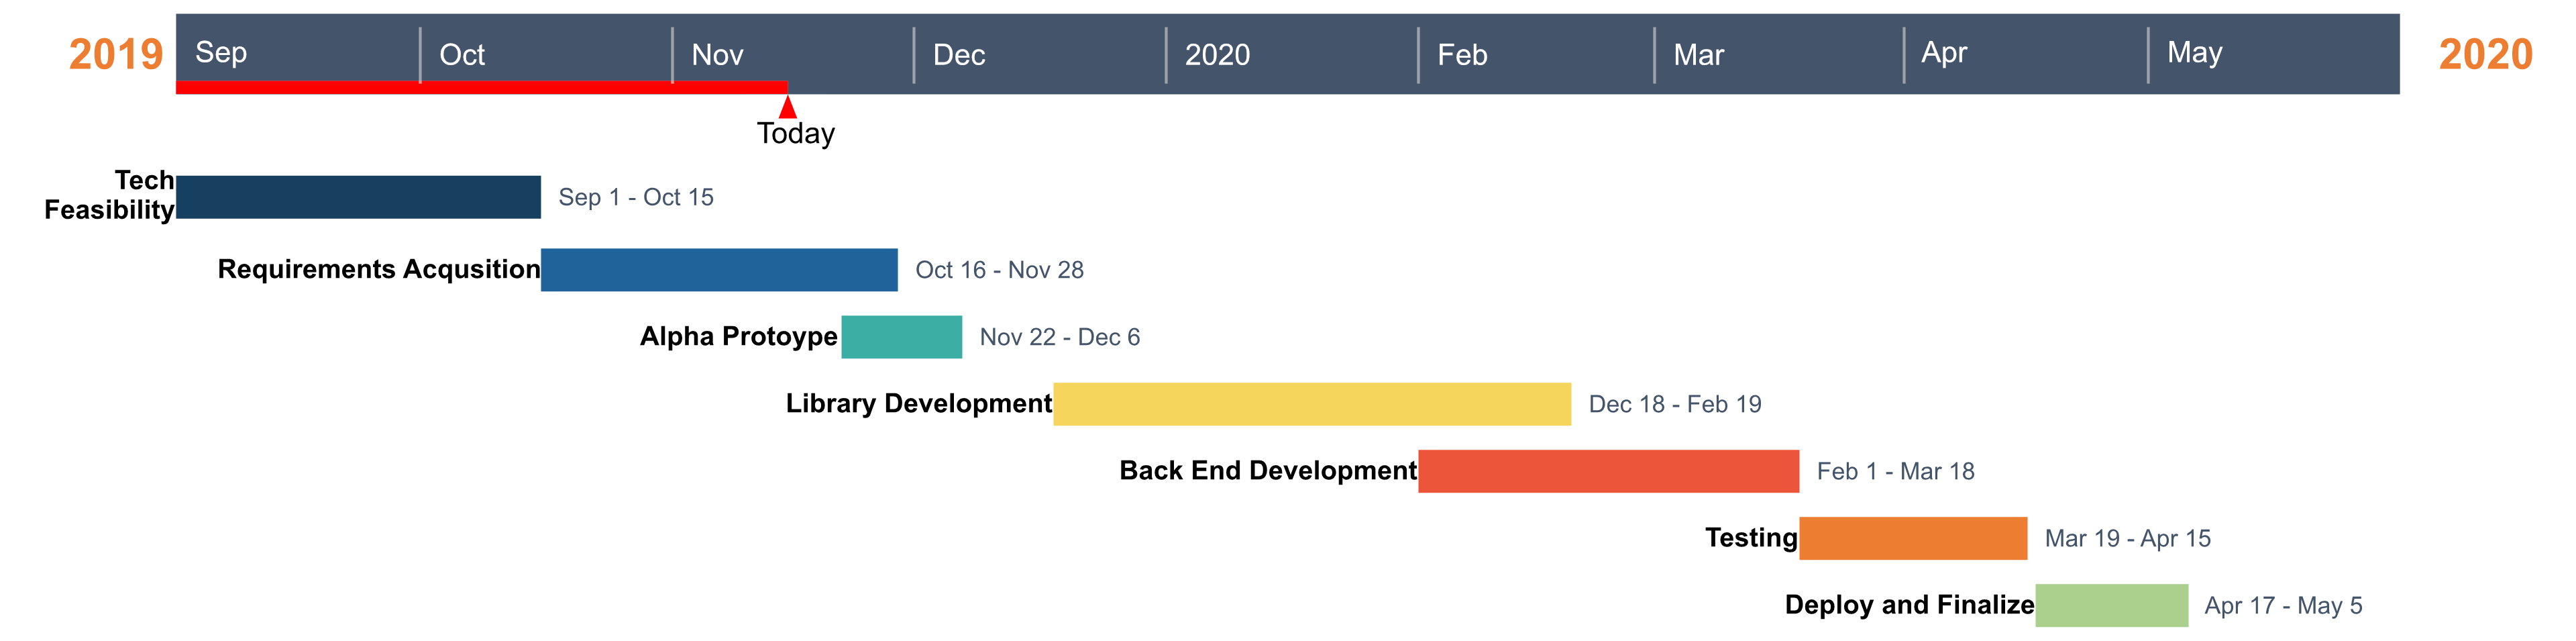 2019 Sep Oct Nov Dec 2020 Feb Mar Apr May 2020
Today
Tech
Feasibility
Sep 1 - Oct 15
Requirements Acqusition Oct 16 - Nov 28
Alpha Protoype Nov 22 - Dec 6
Library Development Dec 18 - Feb 19
Back End Development Feb 1 - Mar 18
Testing Mar 19 - Apr 15
Deploy and Finalize Apr 17 - May 5